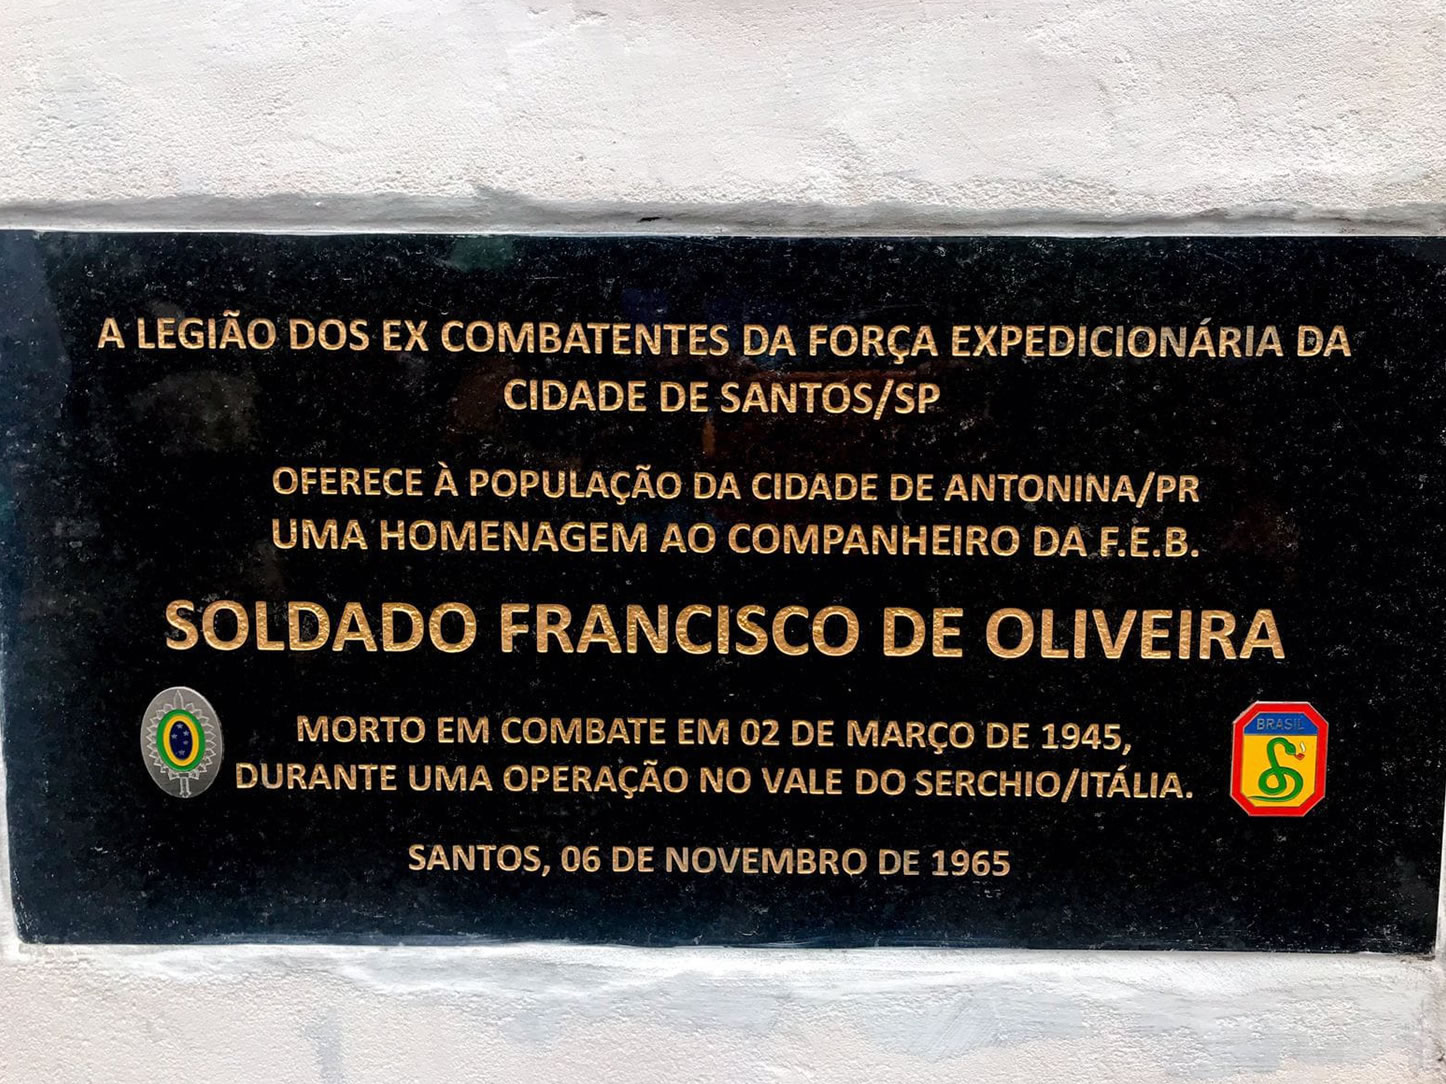 A LEGIÃO DOS EX COMBATENTES DA FORÇA EXPEDICIONÁRIA DA
CIDADE DE SANTOS/SP
OFERECE À POPULAÇÃO DA CIDADE DE ANTONINA/PR
UMA HOMENAGEM AO COMPANHEIRO DA F.E.B.
SOLDADO FRANCISCO DE OLIVEIRA
MORTO EM COMBATE EM 02 DE MARÇO DE 1945,
DURANTE UMA OPERAÇÃO NO VALE DO SERCHIO/ITÁLIA.
BRASIL
SANTOS, 06 DE NOVEMBRO DE 1965